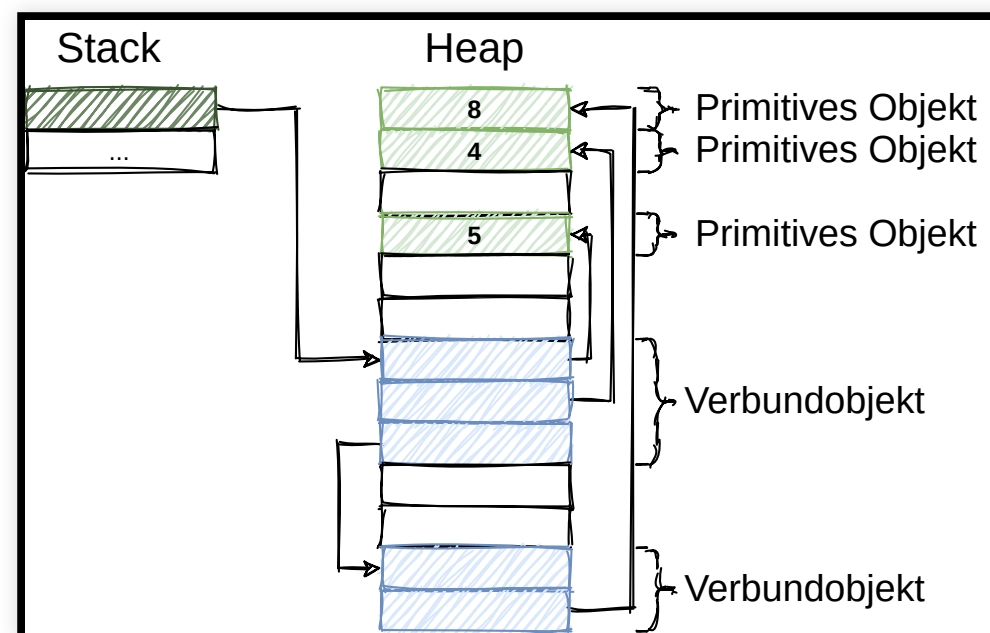 Stack
Heap
8
Primitives Objekt
...
4
Primitives Objekt
5
Primitives Objekt
Verbundobjekt
Verbundobjekt